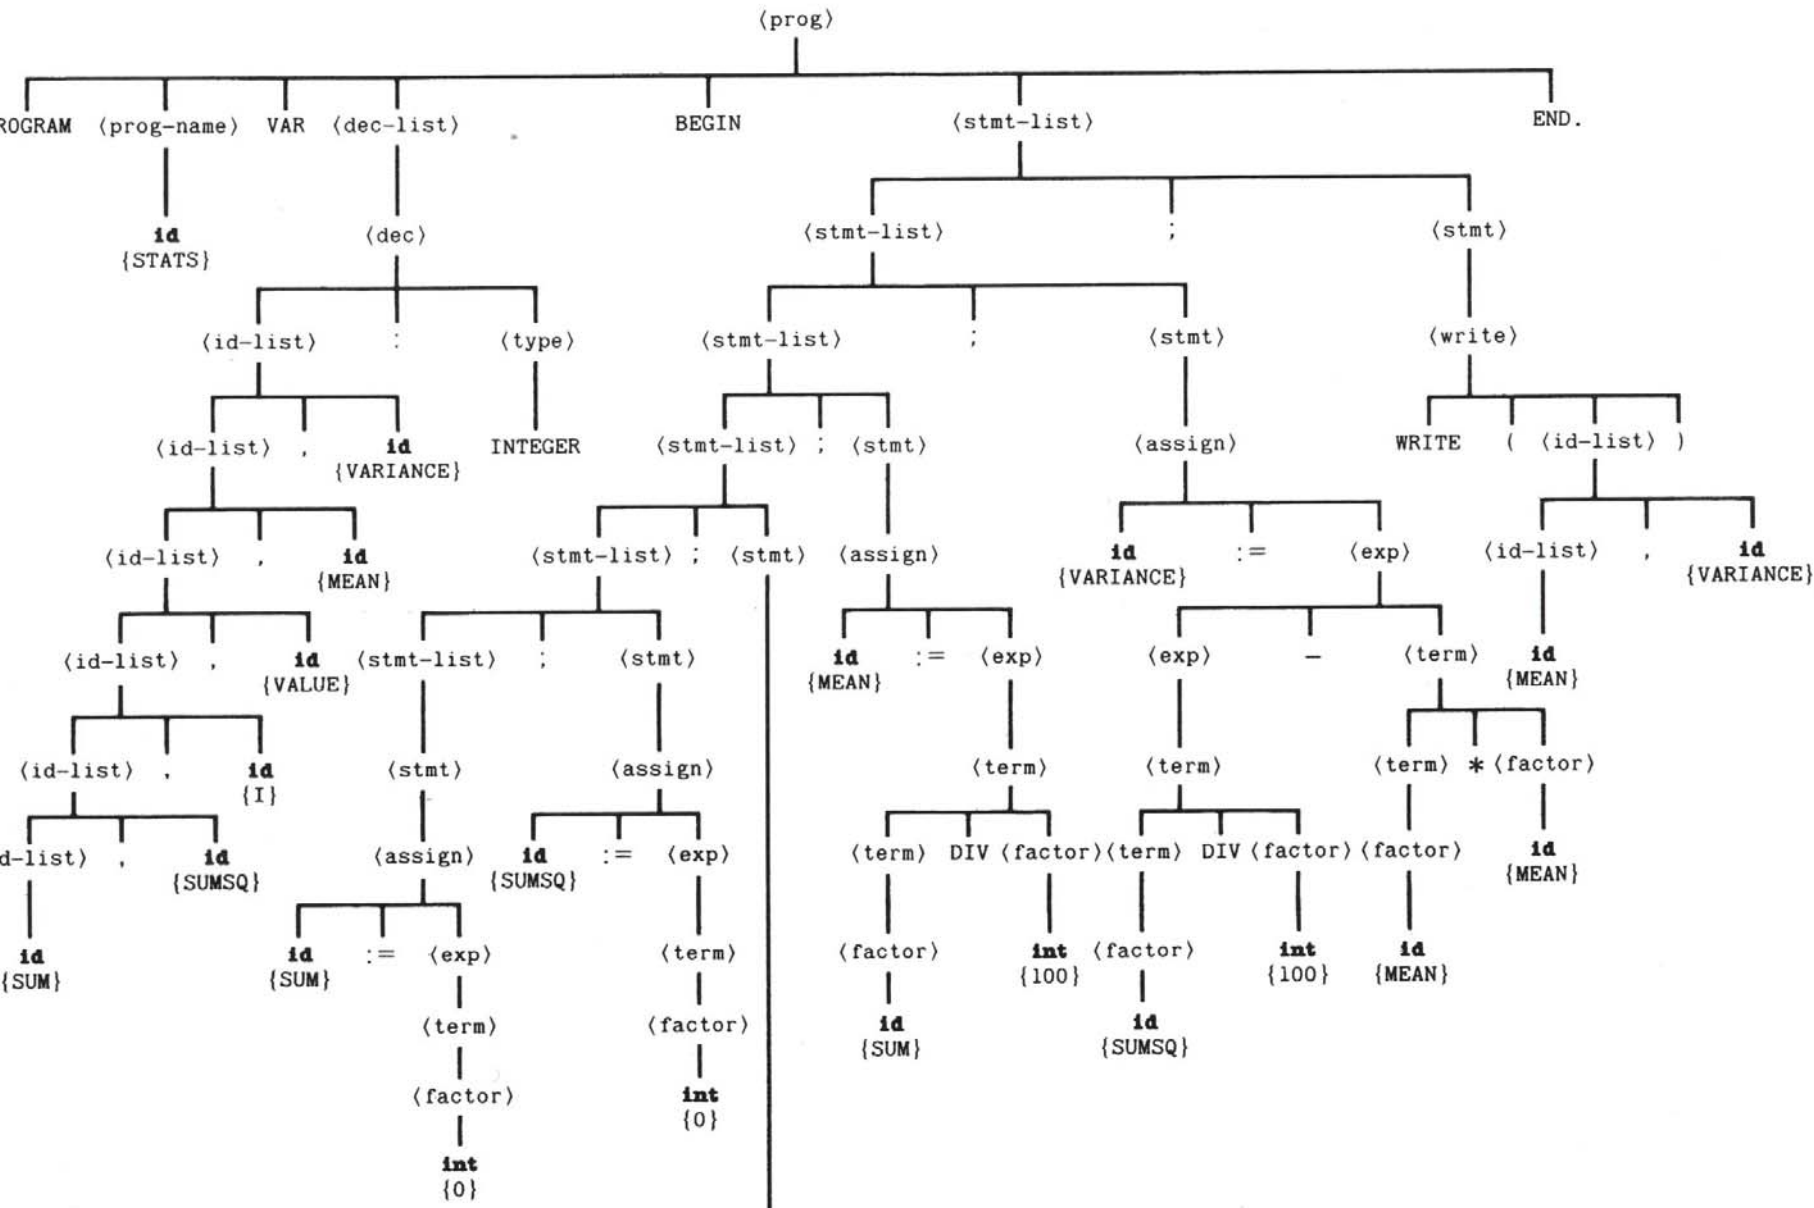 ⟨prog⟩
ROGRAM ⟨prog-name⟩ VAR ⟨dec-list⟩ BEGIN ⟨stmt-list⟩ END.
id ⟨dec⟩ ⟨stmt-list⟩ ; ⟨stmt⟩
{STATS}
⟨id-list⟩ : ⟨type⟩ ⟨stmt-list⟩ ; ⟨stmt⟩ ⟨write⟩
⟨id-list⟩ , id INTEGER ⟨stmt-list⟩ ; ⟨stmt⟩ ⟨assign⟩ WRITE ( ⟨id-list⟩ )
{VARIANCE}
⟨id-list⟩ , id ⟨stmt-list⟩ ; ⟨stmt⟩ ⟨assign⟩ id := ⟨exp⟩ ⟨id-list⟩ , id
{MEAN} {VARIANCE} {VARIANCE}
⟨id-list⟩ , id ⟨stmt-list⟩ ; ⟨stmt⟩ id := ⟨exp⟩ ⟨exp⟩ − ⟨term⟩ id
{VALUE} {MEAN} {MEAN}
⟨id-list⟩ , id ⟨stmt⟩ ⟨assign⟩ ⟨term⟩ ⟨term⟩ ⟨term⟩ * ⟨factor⟩
{I}
d-list⟩ , id ⟨assign⟩ id := ⟨exp⟩ ⟨term⟩ DIV ⟨factor⟩ ⟨term⟩ DIV ⟨factor⟩ ⟨factor⟩ id
{SUMSQ} {SUMSQ} {MEAN}
id id := ⟨exp⟩ ⟨term⟩ ⟨factor⟩ int ⟨factor⟩ int id
{SUM} {SUM} {100} {100} {MEAN}
⟨term⟩ ⟨factor⟩ id id
{SUM} {SUMSQ}
⟨factor⟩ int
{0}
int
{0}